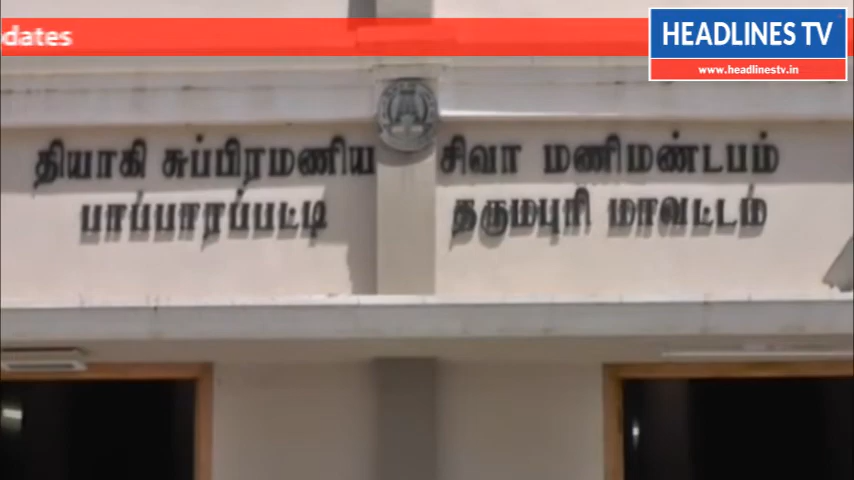 dates
HEADLINES TV
www.headlinestv.in
தியாகி சுப்பிரமணிய சிவா மணிமண்டபம்
பாப்பாரப்பட்டி தருமபுரி மாவட்டம்